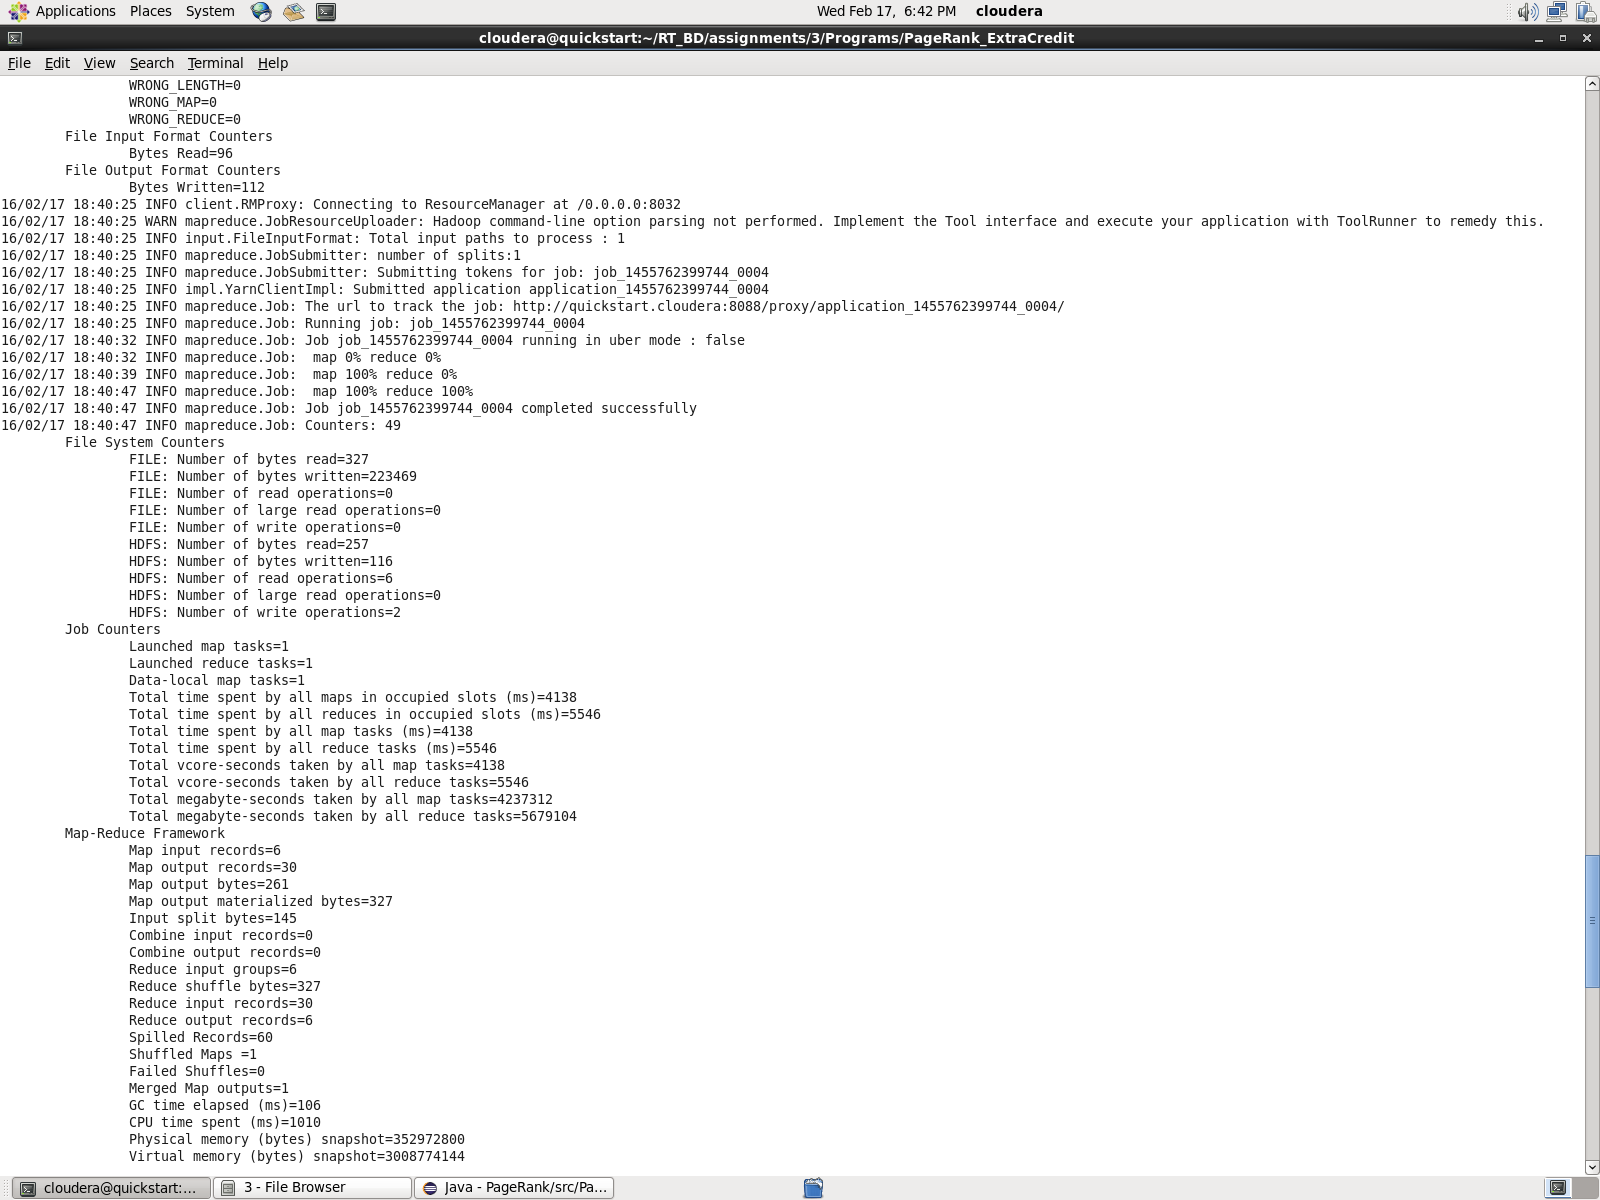 Applications Places System Wed Feb 17, 6:42 PM cloudera
cloudera@quickstart:~/RT_BD/assignments/3/Programs/PageRank_ExtraCredit
File Edit View Search Terminal Help
WRONG_LENGTH=0
WRONG_MAP=0
WRONG_REDUCE=0
File Input Format Counters
Bytes Read=96
File Output Format Counters
Bytes Written=112
16/02/17 18:40:25 INFO client.RMProxy: Connecting to ResourceManager at /0.0.0.0:8032
16/02/17 18:40:25 WARN mapreduce.JobResourceUploader: Hadoop command-line option parsing not performed. Implement the Tool interface and execute your application with ToolRunner to remedy this.
16/02/17 18:40:25 INFO input.FileInputFormat: Total input paths to process : 1
16/02/17 18:40:25 INFO mapreduce.JobSubmitter: number of splits:1
16/02/17 18:40:25 INFO mapreduce.JobSubmitter: Submitting tokens for job: job_1455762399744_0004
16/02/17 18:40:25 INFO impl.YarnClientImpl: Submitted application application_1455762399744_0004
16/02/17 18:40:25 INFO mapreduce.Job: The url to track the job: http://quickstart.cloudera:8088/proxy/application_1455762399744_0004/
16/02/17 18:40:25 INFO mapreduce.Job: Running job: job_1455762399744_0004
16/02/17 18:40:32 INFO mapreduce.Job: Job job_1455762399744_0004 running in uber mode : false
16/02/17 18:40:32 INFO mapreduce.Job:  map 0% reduce 0%
16/02/17 18:40:39 INFO mapreduce.Job:  map 100% reduce 0%
16/02/17 18:40:47 INFO mapreduce.Job:  map 100% reduce 100%
16/02/17 18:40:47 INFO mapreduce.Job: Job job_1455762399744_0004 completed successfully
16/02/17 18:40:47 INFO mapreduce.Job: Counters: 49
File System Counters
FILE: Number of bytes read=327
FILE: Number of bytes written=223469
FILE: Number of read operations=0
FILE: Number of large read operations=0
FILE: Number of write operations=0
HDFS: Number of bytes read=257
HDFS: Number of bytes written=116
HDFS: Number of read operations=6
HDFS: Number of large read operations=0
HDFS: Number of write operations=2
Job Counters
Launched map tasks=1
Launched reduce tasks=1
Data-local map tasks=1
Total time spent by all maps in occupied slots (ms)=4138
Total time spent by all reduces in occupied slots (ms)=5546
Total time spent by all map tasks (ms)=4138
Total time spent by all reduce tasks (ms)=5546
Total vcore-seconds taken by all map tasks=4138
Total vcore-seconds taken by all reduce tasks=5546
Total megabyte-seconds taken by all map tasks=4237312
Total megabyte-seconds taken by all reduce tasks=5679104
Map-Reduce Framework
Map input records=6
Map output records=30
Map output bytes=261
Map output materialized bytes=327
Input split bytes=145
Combine input records=0
Combine output records=0
Reduce input groups=6
Reduce shuffle bytes=327
Reduce input records=30
Reduce output records=6
Spilled Records=60
Shuffled Maps =1
Failed Shuffles=0
Merged Map outputs=1
GC time elapsed (ms)=106
CPU time spent (ms)=1010
Physical memory (bytes) snapshot=352972800
Virtual memory (bytes) snapshot=3008774144
cloudera@quickstart:... 3 - File Browser Java - PageRank/src/Pa...